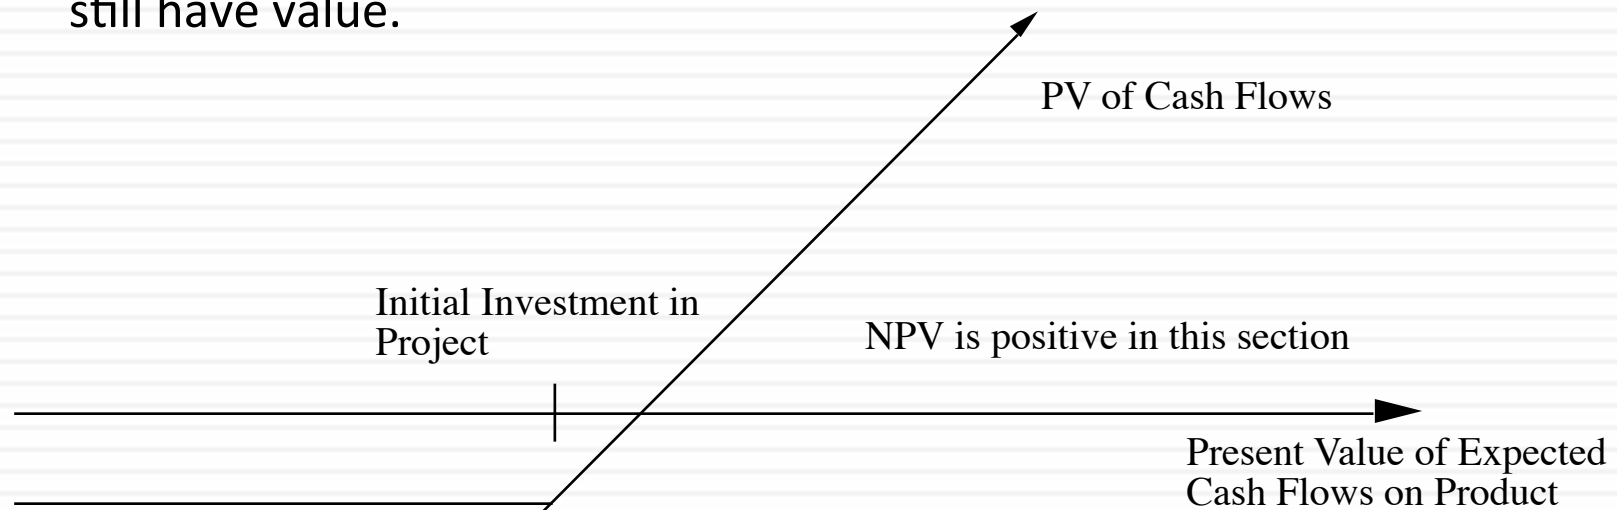 still have value.
PV of Cash Flows
Initial Investment in
Project
NPV is positive in this section
Present Value of Expected
Cash Flows on Product